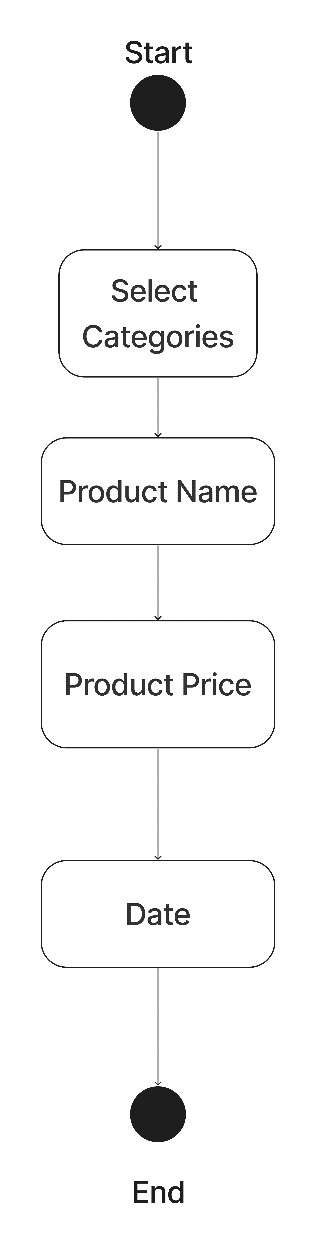 Start
Select
Categories
Product Name
Product Price
Date
End